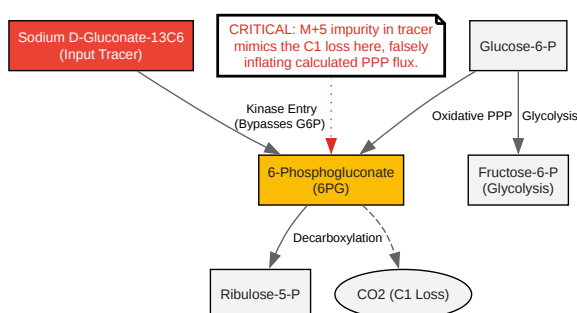 Sodium D-Gluconate-13C6
(Input Tracer)
CRITICAL: M+5 impurity in tracer
mimics the C1 loss here, falsely
inflating calculated PPP flux.
Glucose-6-P
Kinase Entry
(Bypasses G6P)
Oxidative PPP
Glycolysis
6-Phosphogluconate
(6PG)
Fructose-6-P
(Glycolysis)
Decarboxylation
Ribulose-5-P
CO2 (C1 Loss)